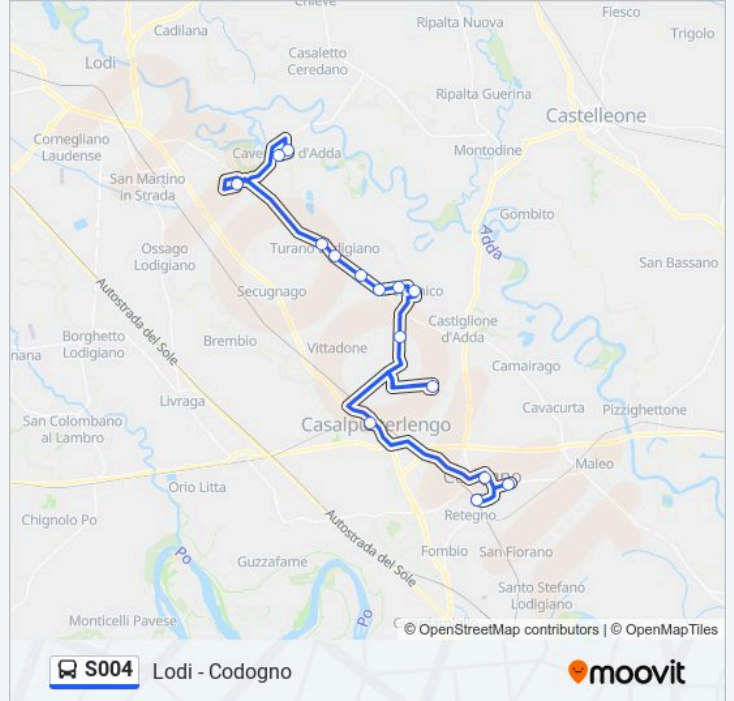 Chieve
Fiesco
Ripalta Nuova
Cadilana
Trigolo
Casaletto
Ceredano
Lodi
Ripalta Guerina
Castelleone
Cornegliano
Laudense
Montodine
San Martino
in Strada
Gombito
Adda
Ossago
Lodigiano
San Bassano
Secugnago
Autostrada del Sole
Castiglione
d'Adda
Borghetto
Lodigiano
Brembio
Vittadone
nana
Camairago
Livraga
Cavacurta
Pizzighettone
San Colombano
al Lambro
Maleo
Orio Litta
Retegno
Chignolo Po
Autostrada del Sole
Fombio
San Fiorano
Po
Guzzafame
Santo Stefano
Lodigiano
Po
Monticelli Pavese
© OpenStreetMap contributors | © OpenMapTiles
S004
Lodi - Codogno
moovit